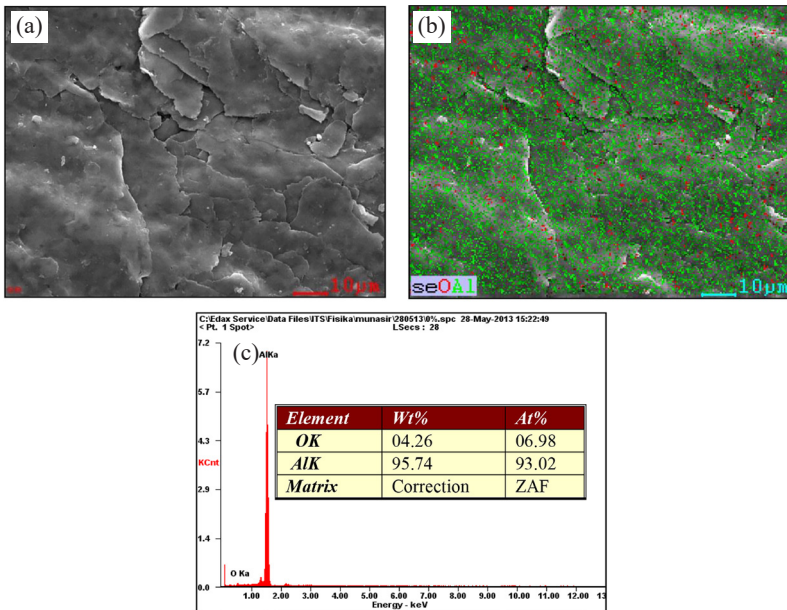 (a)
10µm
(b)
seOAl
10µm
C:\Edax Service\Data Files\ITS\Fisika\munasir\280513\0%.spc 28-May-2013 15:22:49
< Pt. 1 Spot> LSecs : 28
(c)
AlKa
7.2
5.7
4.3
KCnt
2.9
1.4
0.0
O Ka
Element Wt% At%
OK 04.26 06.98
AlK 95.74 93.02
Matrix Correction ZAF
1.00 2.00 3.00 4.00 5.00 6.00 7.00 8.00 9.00 10.00 11.00 12.00 13
Energy - keV